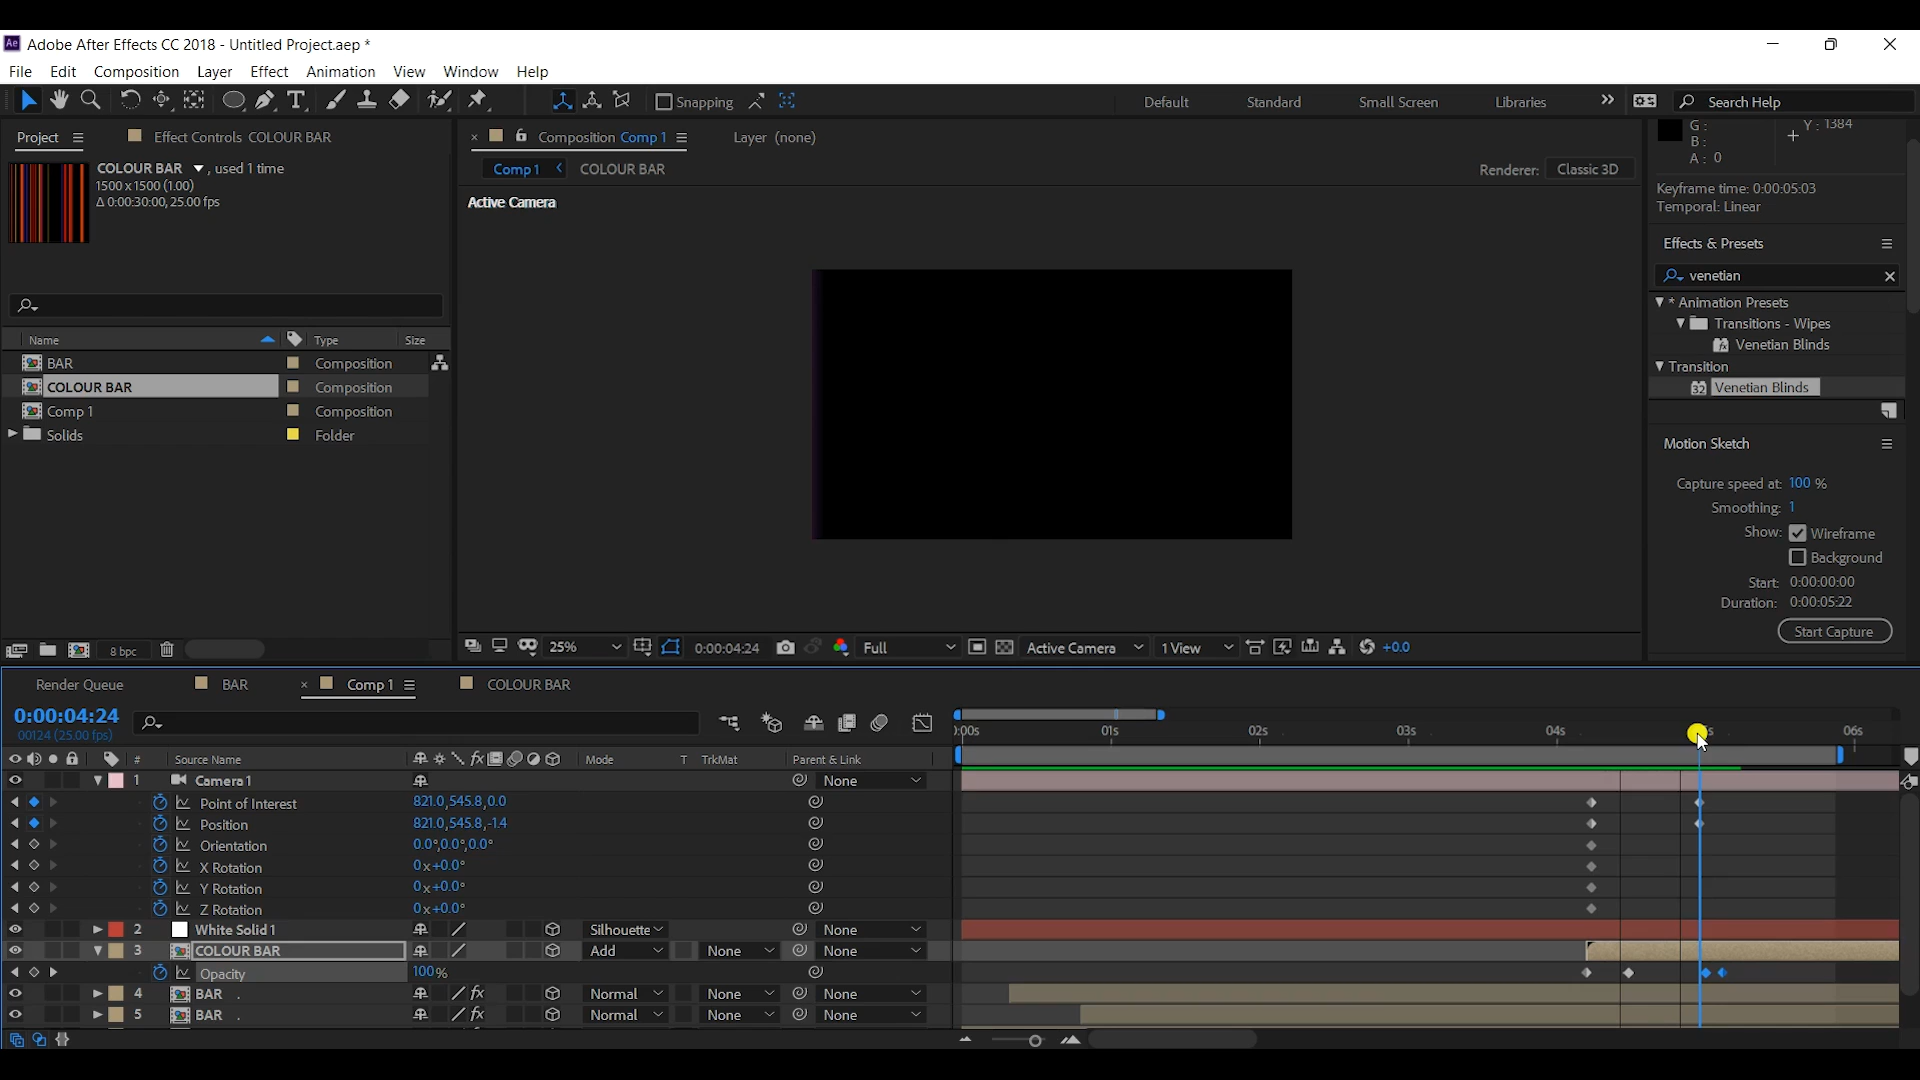 Ae Adobe After Effects CC 2018 - Untitled Project.aep *
File Edit Composition Layer Effect Animation View Window Help
Snapping Default Standard Small Screen Libraries Search Help
Project Effect Controls COLOUR BAR
COLOUR BAR , used 1 time
1500 x 1500 (1.00)
Δ 0:00:30:00, 25.00 fps
Name Type Size
BAR Composition
COLOUR BAR Composition
Comp 1 Composition
Solids Folder
8 bpc
× Composition Comp 1 Layer (none)
Comp 1 COLOUR BAR Renderer: Classic 3D
Active Camera
25% 0:00:04:24 Full Active Camera 1 View +0.0
G:
B:
A: 0
Y: 1384
Keyframe time: 0:00:05:03
Temporal: Linear
Effects & Presets
venetian
* Animation Presets
Transitions - Wipes
Venetian Blinds
Transition
32 Venetian Blinds
Motion Sketch
Capture speed at: 100 %
Smoothing: 1
Show: Wireframe
Background
Start: 0:00:00:00
Duration: 0:00:05:22
Start Capture
Render Queue BAR × Comp 1 COLOUR BAR
0:00:04:24
00124 (25.00 fps)
:00s 01s 02s 03s 04s 06s
# Source Name fx Mode T TrkMat Parent & Link
1 Camera 1 None
Point of Interest 821.0,545.8,0.0
Position 821.0,545.8,-1.4
Orientation 0.0°,0.0°,0.0°
X Rotation 0x+0.0°
Y Rotation 0x+0.0°
Z Rotation 0x+0.0°
2 White Solid 1 Silhouette None
3 COLOUR BAR Add None None
Opacity 100%
4 BAR . fx Normal None None
5 BAR . fx Normal None None